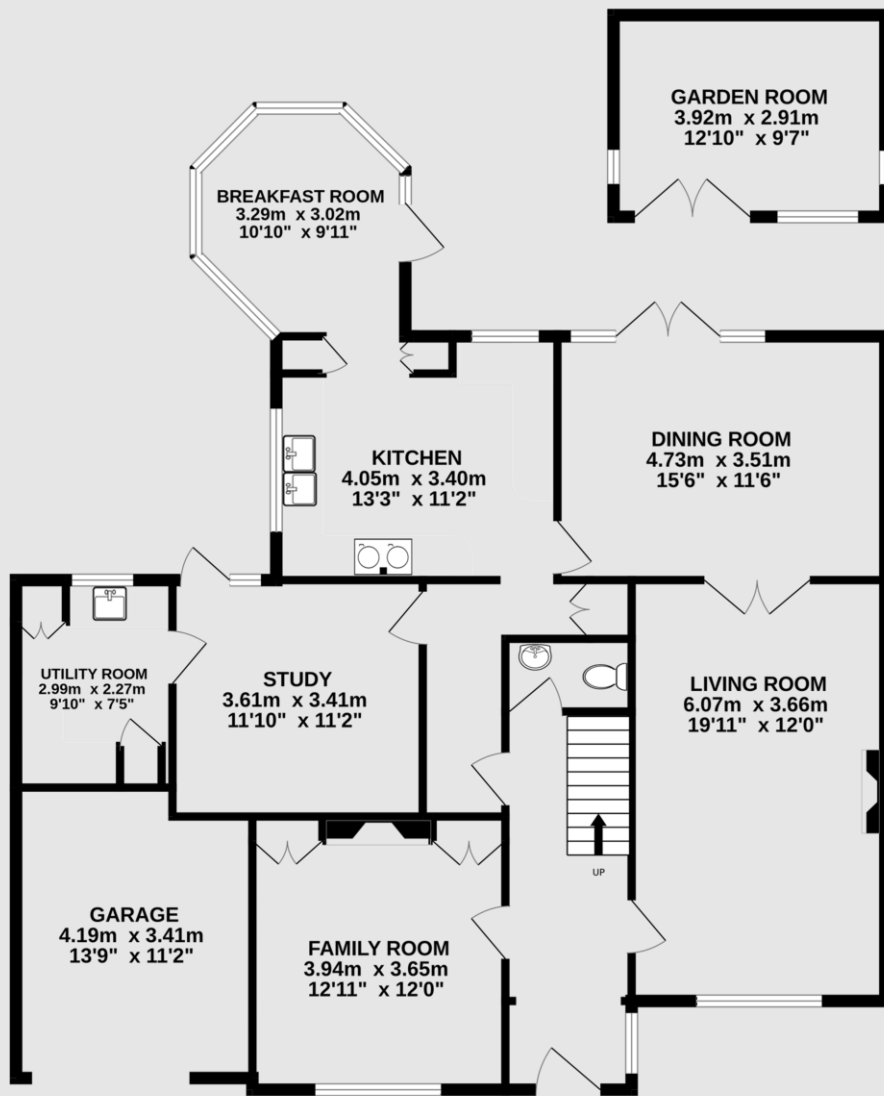 GARDEN ROOM
3.92m x 2.91m
12'10" x 9'7"
BREAKFAST ROOM
3.29m x 3.02m
10'10" x 9'11"
KITCHEN
4.05m x 3.40m
13'3" x 11'2"
DINING ROOM
4.73m x 3.51m
15'6" x 11'6"
UTILITY ROOM
2.99m x 2.27m
9'10" x 7'5"
STUDY
3.61m x 3.41m
11'10" x 11'2"
LIVING ROOM
6.07m x 3.66m
19'11" x 12'0"
UP
GARAGE
4.19m x 3.41m
13'9" x 11'2"
FAMILY ROOM
3.94m x 3.65m
12'11" x 12'0"